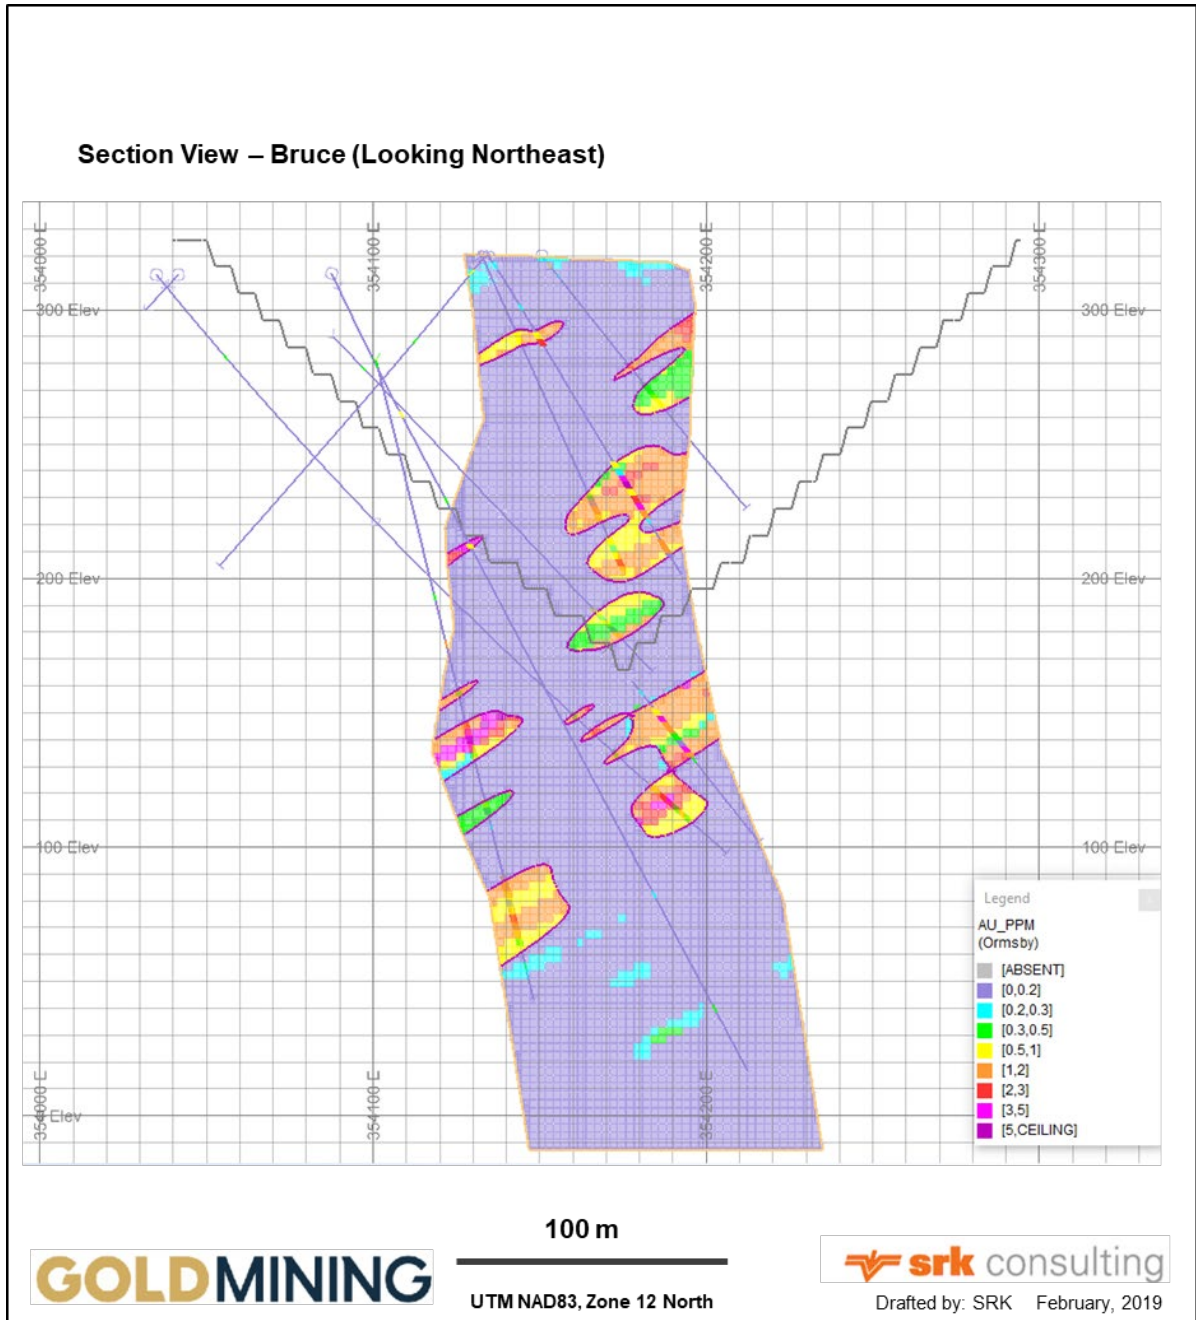 Section View – Bruce (Looking Northeast)
354000 E
354100 E
354200 E
354300 E
300 Elev
300 Elev
200 Elev
200 Elev
100 Elev
100 Elev
Legend
AU_PPM
(Ormsby)
[ABSENT]
[0,0.2]
[0.2,0.3]
[0.3,0.5]
[0.5,1]
[1,2]
[2,3]
[3,5]
[5,CEILING]
354000 E
Elev
354100 E
354200 E
100 m
GOLDMINING
UTM NAD83, Zone 12 North
srk consulting
Drafted by: SRK February, 2019